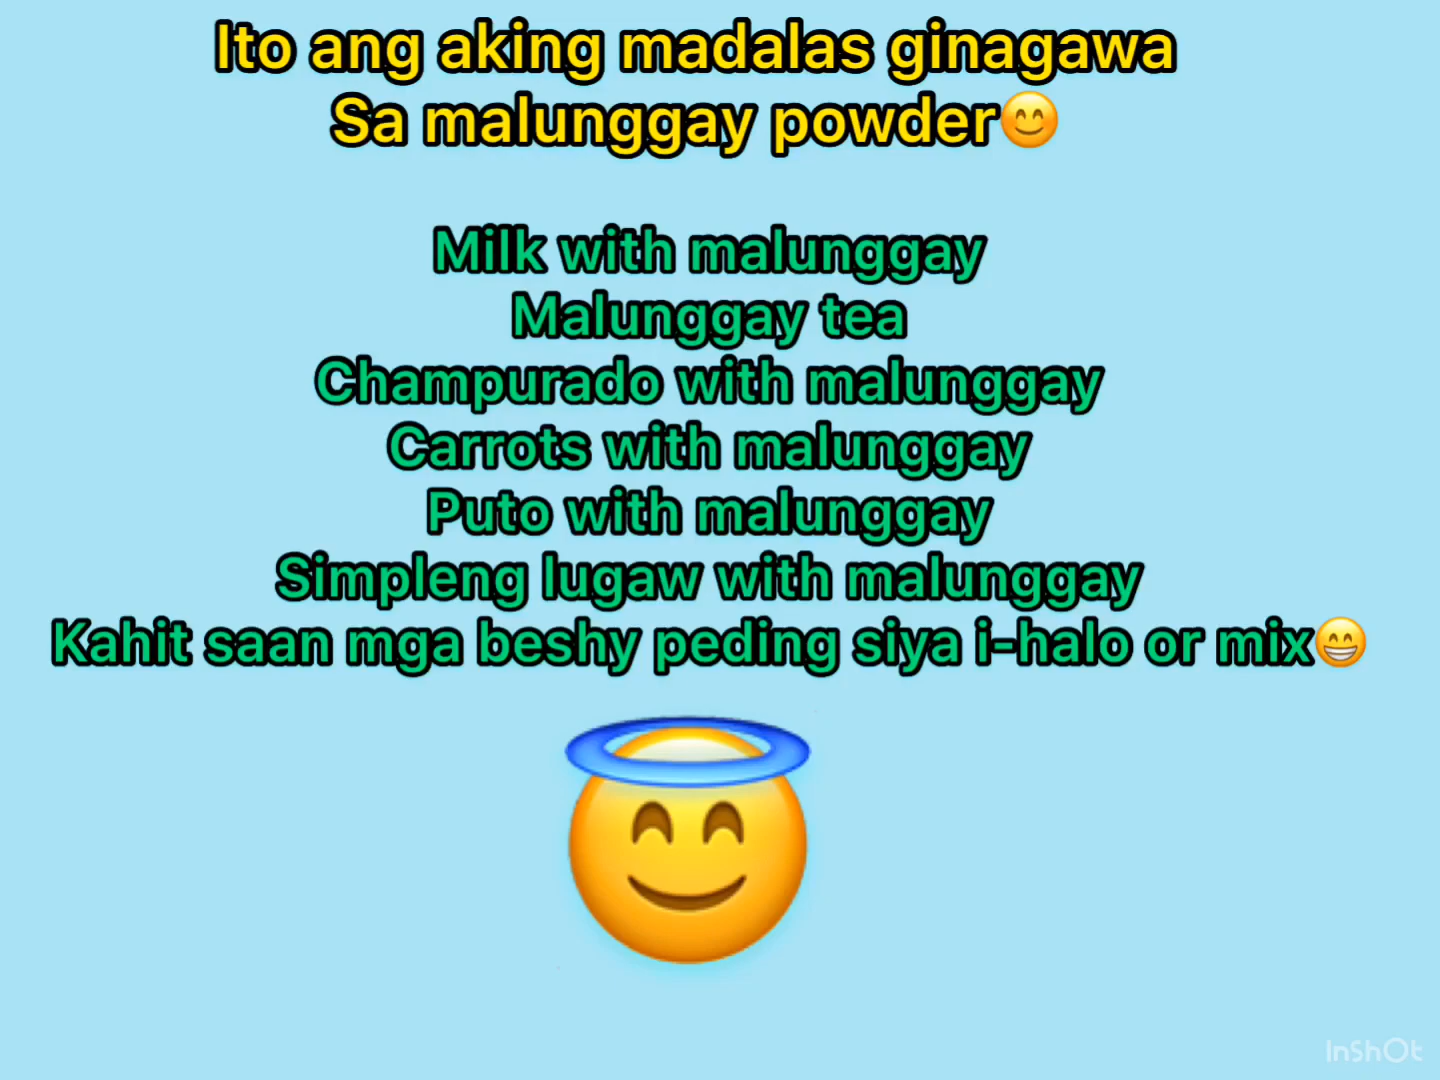 Ito ang aking madalas ginagawa
Sa malunggay powder😊
Milk with malunggay
Malunggay tea
Champurado with malunggay
Carrots with malunggay
Puto with malunggay
Simpleng lugaw with malunggay
Kahit saan mga beshy peding siya i-halo or mix😁
InShOt